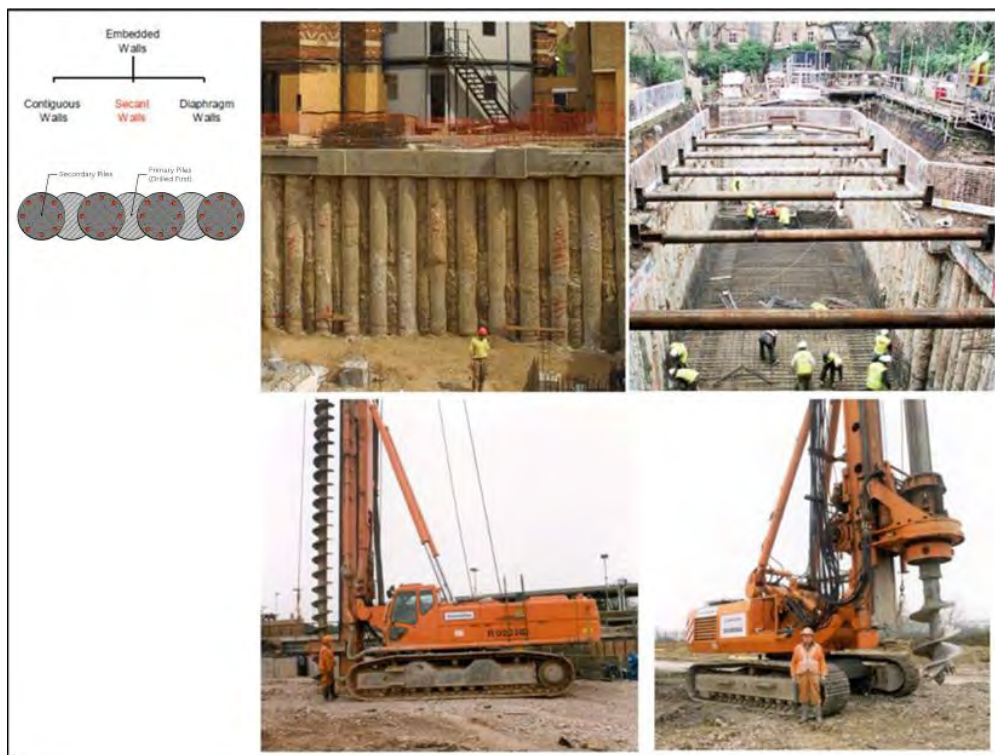 Embedded
Walls
Contiguous
Walls
Secant
Walls
Diaphragm
Walls
Secondary Piles
Primary Piles
(Drilled First)